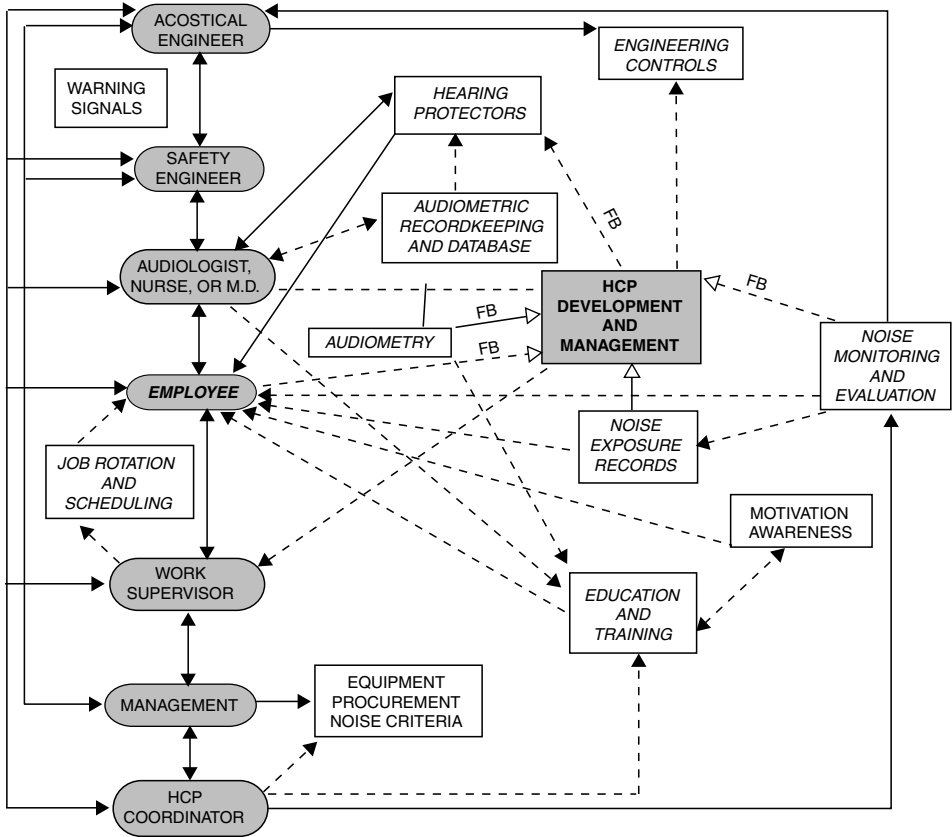 ACOSTICAL
ENGINEER
ENGINEERING
CONTROLS
WARNING
SIGNALS
HEARING
PROTECTORS
SAFETY
ENGINEER
AUDIOMETRIC
RECORDKEEPING
AND DATABASE
FB
AUDIOLOGIST,
NURSE, OR M.D.
HCP
DEVELOPMENT
AND
MANAGEMENT
FB
FB
AUDIOMETRY
FB
NOISE
MONITORING
AND
EVALUATION
EMPLOYEE
NOISE
EXPOSURE
RECORDS
JOB ROTATION
AND
SCHEDULING
MOTIVATION
AWARENESS
WORK
SUPERVISOR
EDUCATION
AND
TRAINING
MANAGEMENT
EQUIPMENT
PROCUREMENT
NOISE CRITERIA
HCP
COORDINATOR